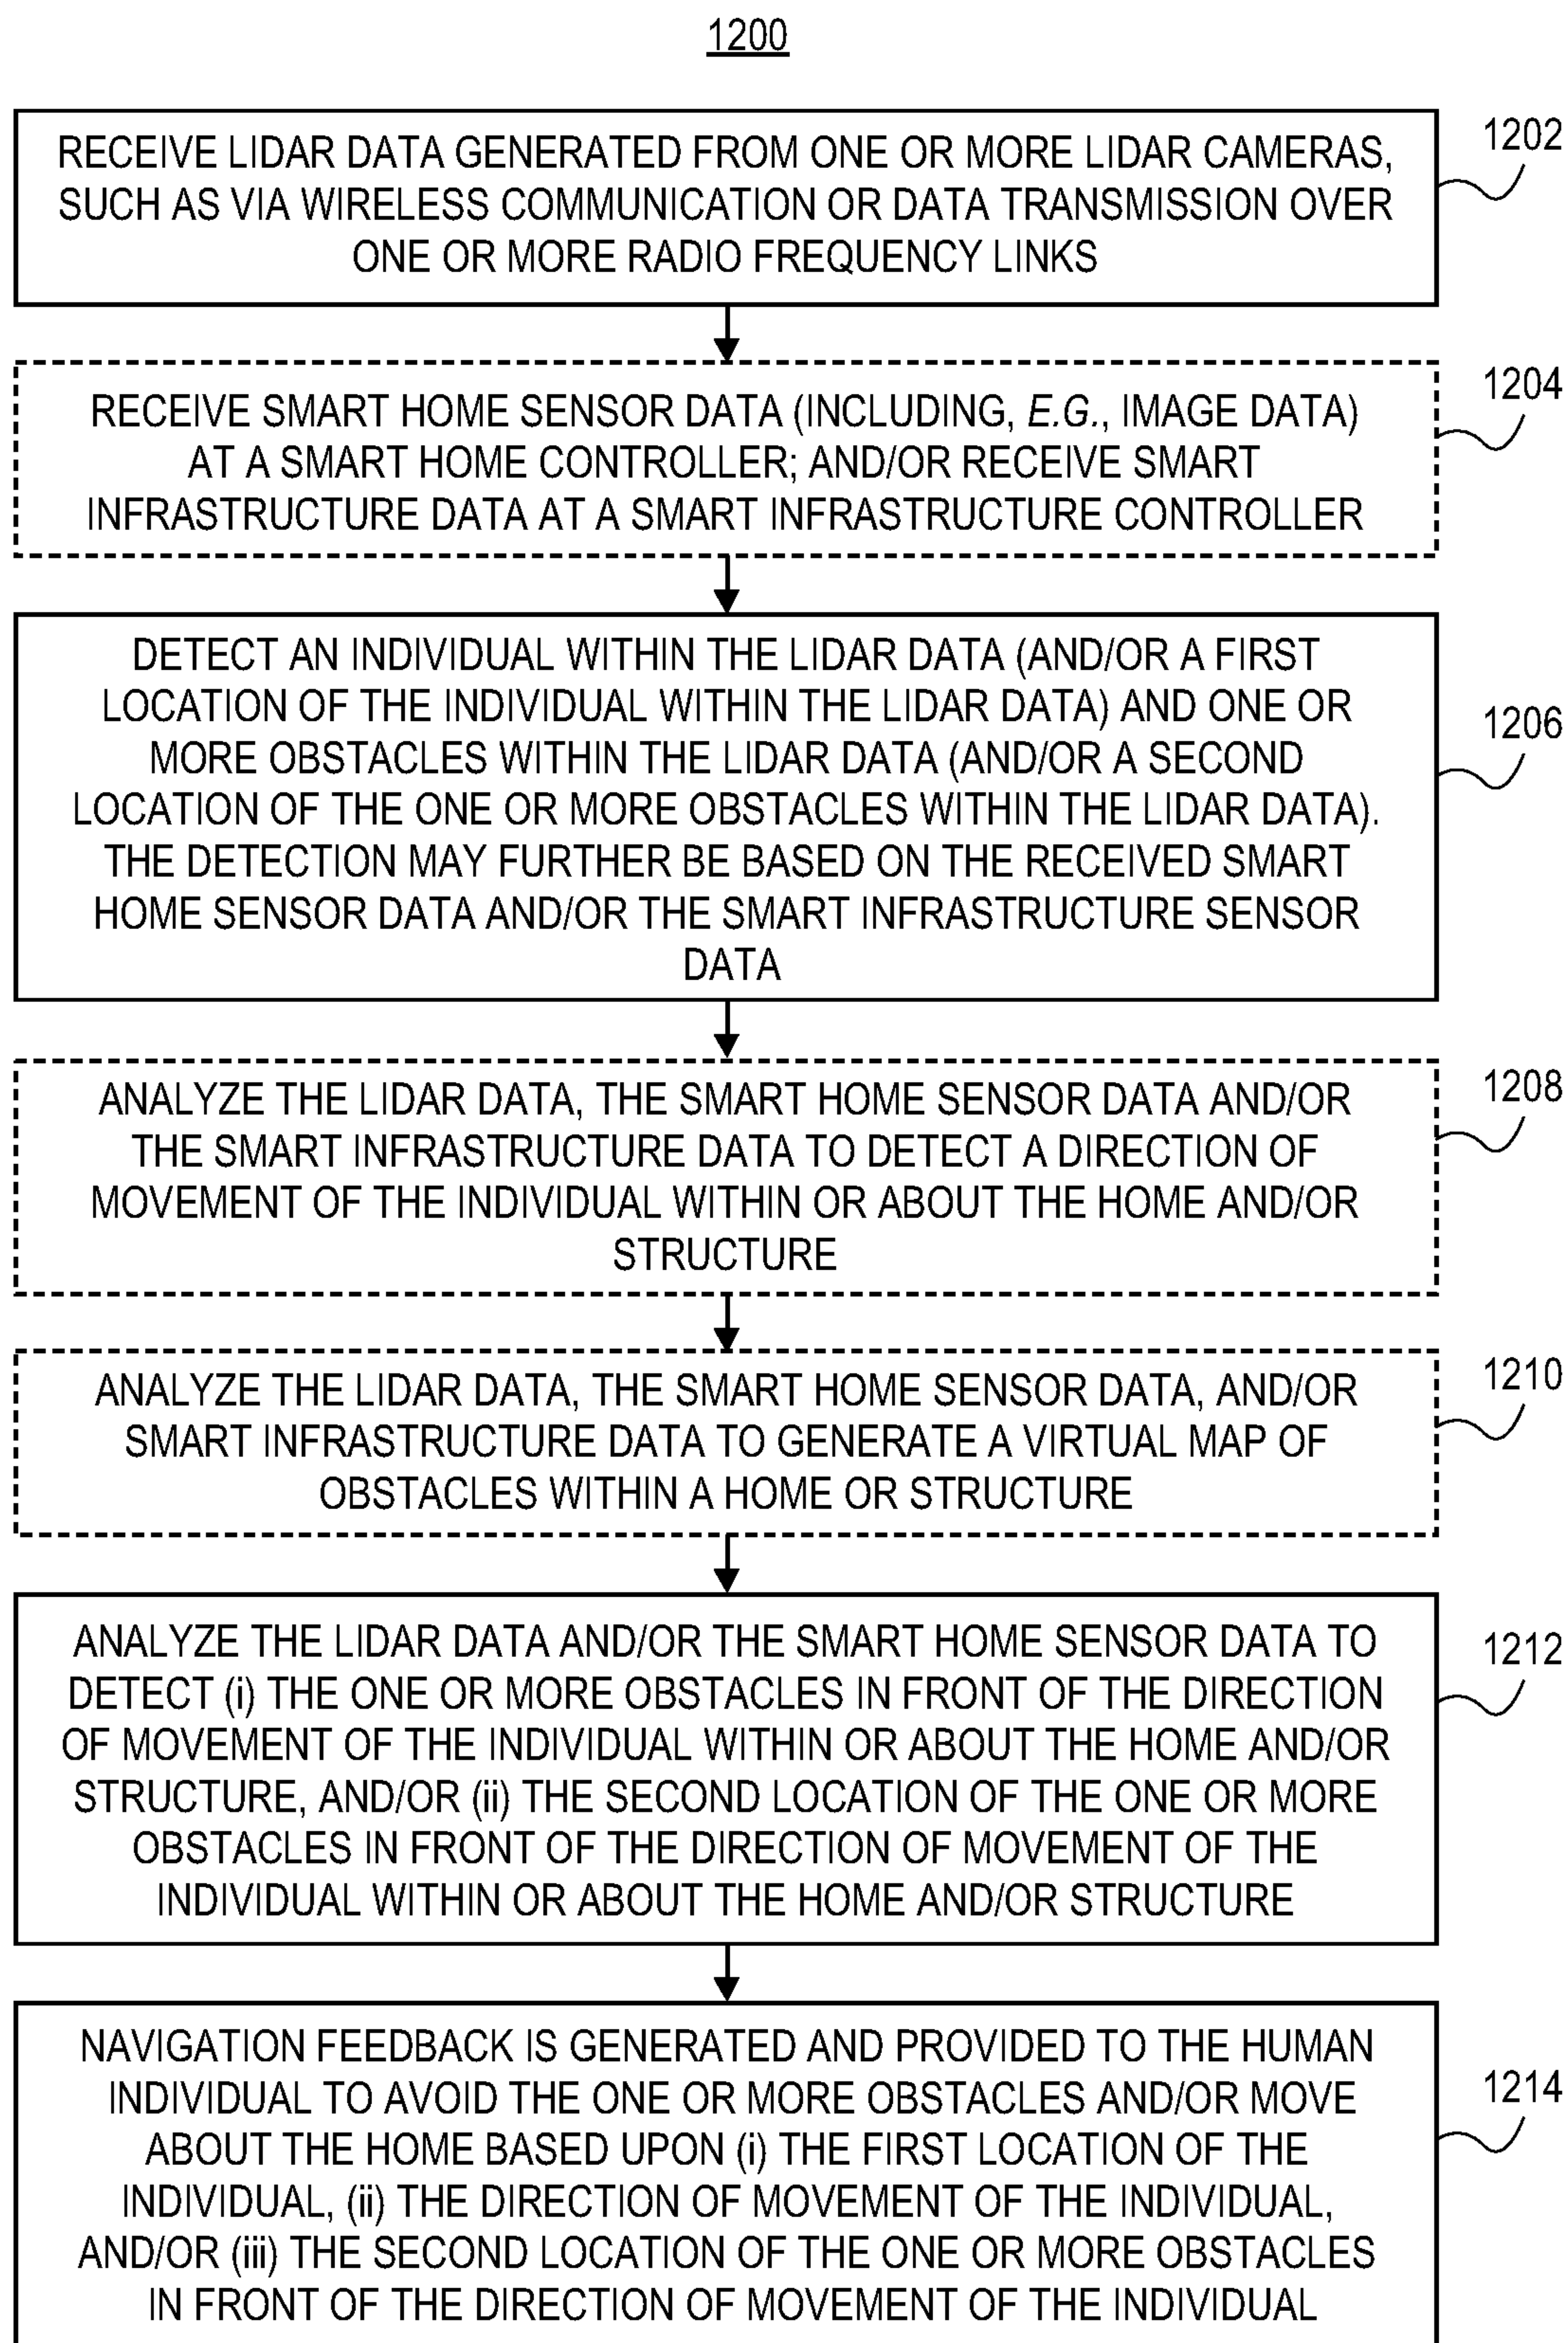 1200
RECEIVE LIDAR DATA GENERATED FROM ONE OR MORE LIDAR CAMERAS,
SUCH AS VIA WIRELESS COMMUNICATION OR DATA TRANSMISSION OVER
ONE OR MORE RADIO FREQUENCY LINKS
1202
RECEIVE SMART HOME SENSOR DATA (INCLUDING, E.G., IMAGE DATA)
AT A SMART HOME CONTROLLER; AND/OR RECEIVE SMART
INFRASTRUCTURE DATA AT A SMART INFRASTRUCTURE CONTROLLER
1204
DETECT AN INDIVIDUAL WITHIN THE LIDAR DATA (AND/OR A FIRST
LOCATION OF THE INDIVIDUAL WITHIN THE LIDAR DATA) AND ONE OR
MORE OBSTACLES WITHIN THE LIDAR DATA (AND/OR A SECOND
LOCATION OF THE ONE OR MORE OBSTACLES WITHIN THE LIDAR DATA).
THE DETECTION MAY FURTHER BE BASED ON THE RECEIVED SMART
HOME SENSOR DATA AND/OR THE SMART INFRASTRUCTURE SENSOR
DATA
1206
ANALYZE THE LIDAR DATA, THE SMART HOME SENSOR DATA AND/OR
THE SMART INFRASTRUCTURE DATA TO DETECT A DIRECTION OF
MOVEMENT OF THE INDIVIDUAL WITHIN OR ABOUT THE HOME AND/OR
STRUCTURE
1208
ANALYZE THE LIDAR DATA, THE SMART HOME SENSOR DATA, AND/OR
SMART INFRASTRUCTURE DATA TO GENERATE A VIRTUAL MAP OF
OBSTACLES WITHIN A HOME OR STRUCTURE
1210
ANALYZE THE LIDAR DATA AND/OR THE SMART HOME SENSOR DATA TO
DETECT (i) THE ONE OR MORE OBSTACLES IN FRONT OF THE DIRECTION
OF MOVEMENT OF THE INDIVIDUAL WITHIN OR ABOUT THE HOME AND/OR
STRUCTURE, AND/OR (ii) THE SECOND LOCATION OF THE ONE OR MORE
OBSTACLES IN FRONT OF THE DIRECTION OF MOVEMENT OF THE
INDIVIDUAL WITHIN OR ABOUT THE HOME AND/OR STRUCTURE
1212
NAVIGATION FEEDBACK IS GENERATED AND PROVIDED TO THE HUMAN
INDIVIDUAL TO AVOID THE ONE OR MORE OBSTACLES AND/OR MOVE
ABOUT THE HOME BASED UPON (i) THE FIRST LOCATION OF THE
INDIVIDUAL, (ii) THE DIRECTION OF MOVEMENT OF THE INDIVIDUAL,
AND/OR (iii) THE SECOND LOCATION OF THE ONE OR MORE OBSTACLES
IN FRONT OF THE DIRECTION OF MOVEMENT OF THE INDIVIDUAL
1214